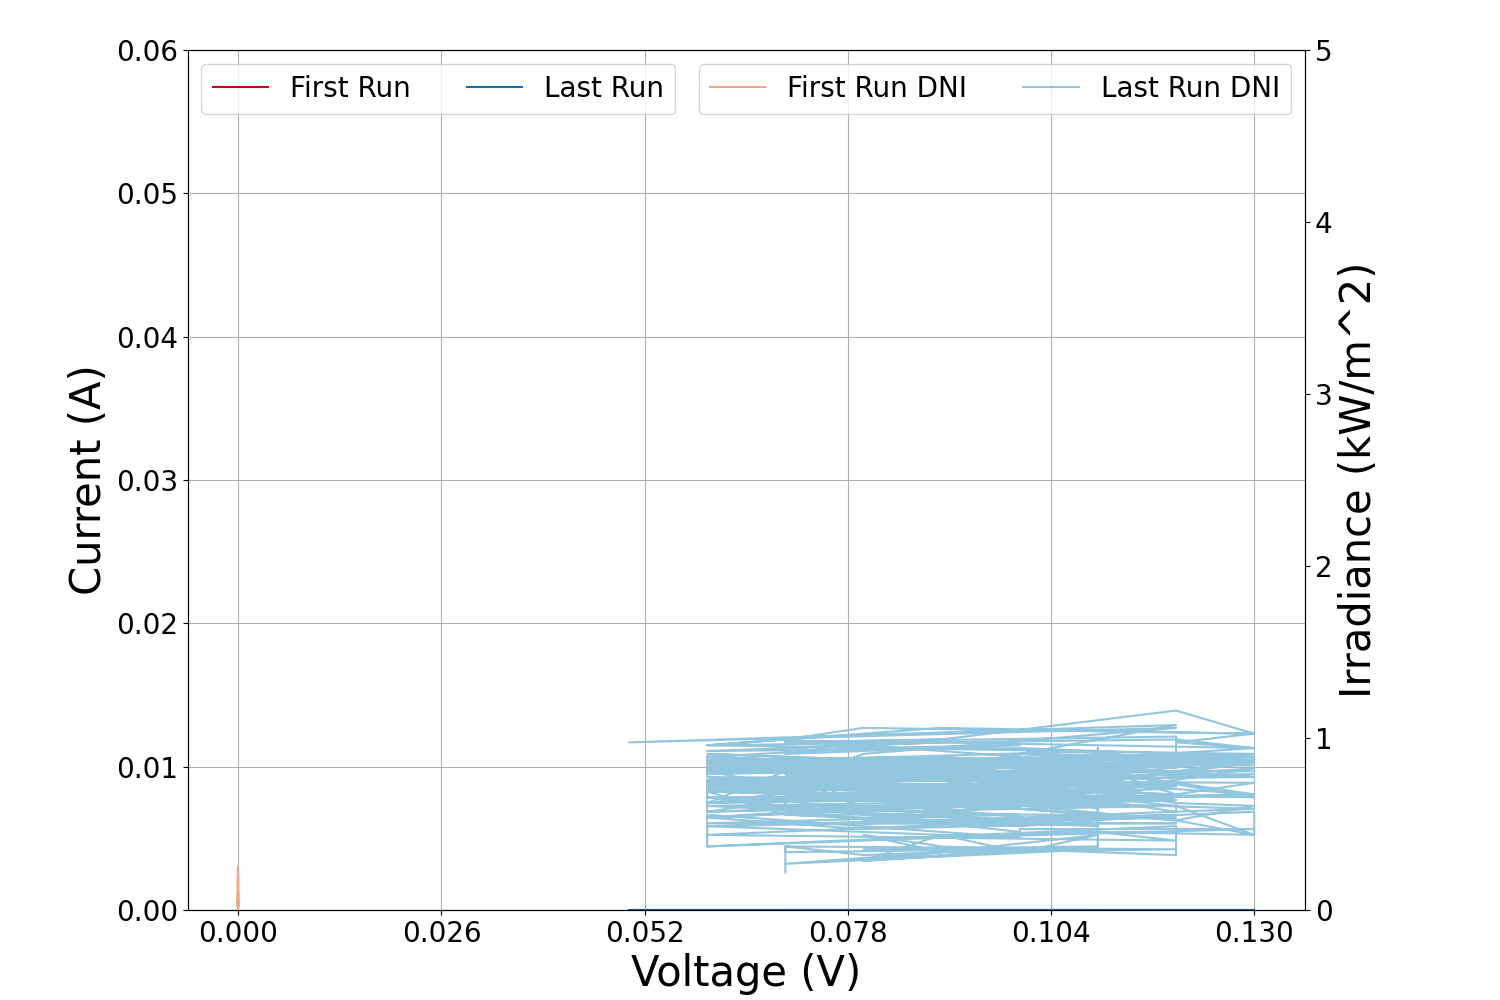 First Run
Last Run
First Run DNI
Last Run DNI
Current (A)
0.06
0.05
0.04
0.03
0.02
0.01
0.00
5
4
3
2
1
0
Irradiance (kW/m^2)
0.000 0.026 0.052 0.078 0.104 0.130
Voltage (V)